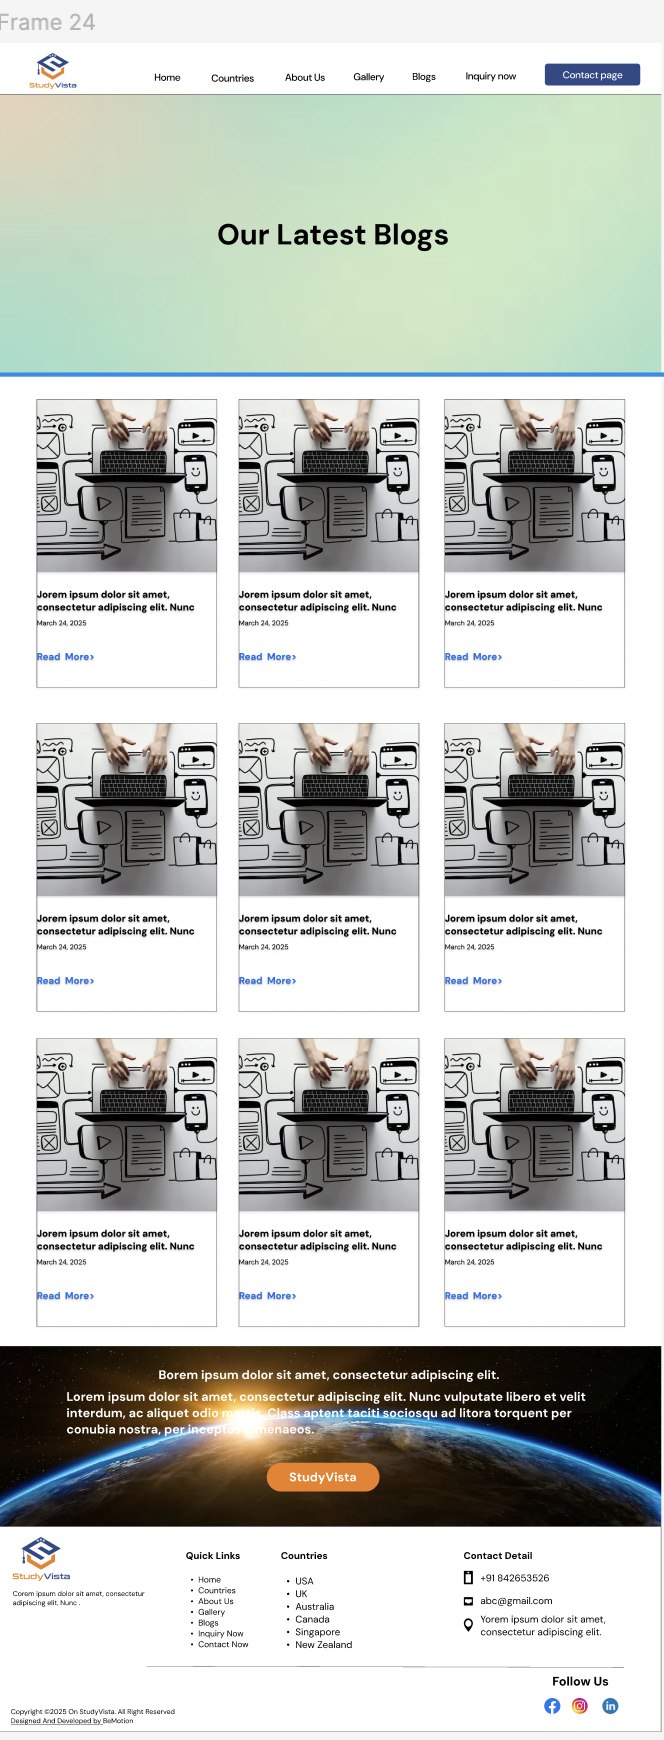 Frame 24
StudyVista
Home
Countries
About Us
Gallery
Blogs
Inquiry now
Contact page
Our Latest Blogs
Jorem ipsum dolor sit amet,
consectetur adipiscing elit. Nunc
March 24, 2025
Read More>
Jorem ipsum dolor sit amet,
consectetur adipiscing elit. Nunc
March 24, 2025
Read More>
Jorem ipsum dolor sit amet,
consectetur adipiscing elit. Nunc
March 24, 2025
Read More>
Jorem ipsum dolor sit amet,
consectetur adipiscing elit. Nunc
March 24, 2025
Read More>
Jorem ipsum dolor sit amet,
consectetur adipiscing elit. Nunc
March 24, 2025
Read More>
Jorem ipsum dolor sit amet,
consectetur adipiscing elit. Nunc
March 24, 2025
Read More>
Jorem ipsum dolor sit amet,
consectetur adipiscing elit. Nunc
March 24, 2025
Read More>
Jorem ipsum dolor sit amet,
consectetur adipiscing elit. Nunc
March 24, 2025
Read More>
Jorem ipsum dolor sit amet,
consectetur adipiscing elit. Nunc
March 24, 2025
Read More>
Borem ipsum dolor sit amet, consectetur adipiscing elit.
Lorem ipsum dolor sit amet, consectetur adipiscing elit. Nunc vulputate libero et velit
interdum, ac aliquet odio Class aptent taciti sociosqu ad litora torquent per
conubia nostra, per inceptos
StudyVista
StudyVista
Corem ipsum dolor sit amet, consectetur
adipiscing elit. Nunc .
Quick Links
• Home
• Countries
• About Us
• Gallery
• Blogs
• Inquiry Now
• Contact Now
Countries
• USA
• UK
• Australia
• Canada
• Singapore
• New Zealand
Contact Detail
+91 842653526
abc@gmail.com
Yorem ipsum dolor sit amet,
consectetur adipiscing elit.
Follow Us
Copyright ©2025 On StudyVista. All Right Reserved
Designed And Developed by BeMotion